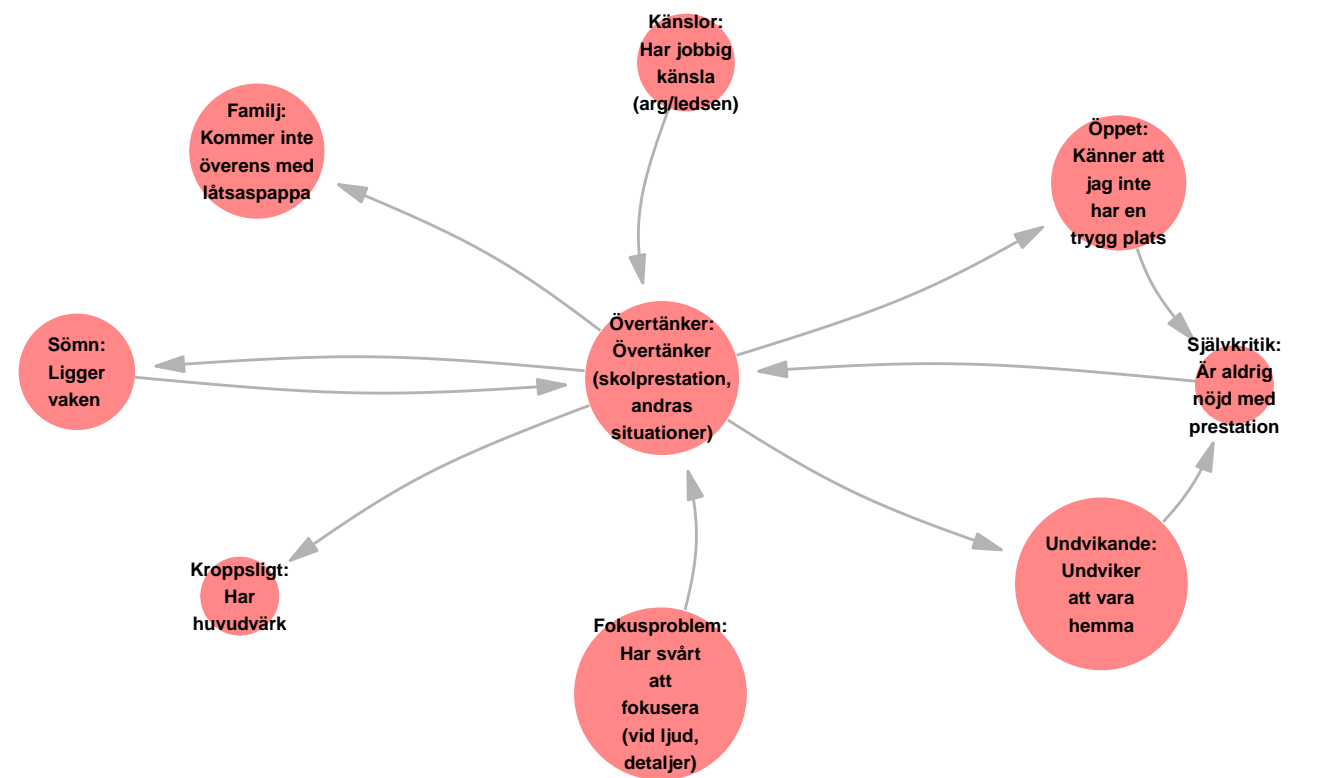 Känslor:
Har jobbig
känsla
(arg/ledsen)
Familj:
Kommer inte
överens med
låtsaspappa
Öppet:
Känner att
jag inte
har en
trygg plats
Övertänker:
Övertänker
(skolprestation,
andras
situationer)
Sömn:
Ligger
vaken
Självkritik:
Är aldrig
nöjd med
prestation
Kroppsligt:
Har
huvudvärk
Undvikande:
Undviker
att vara
hemma
Fokusproblem:
Har svårt
att
fokusera
(vid ljud,
detaljer)